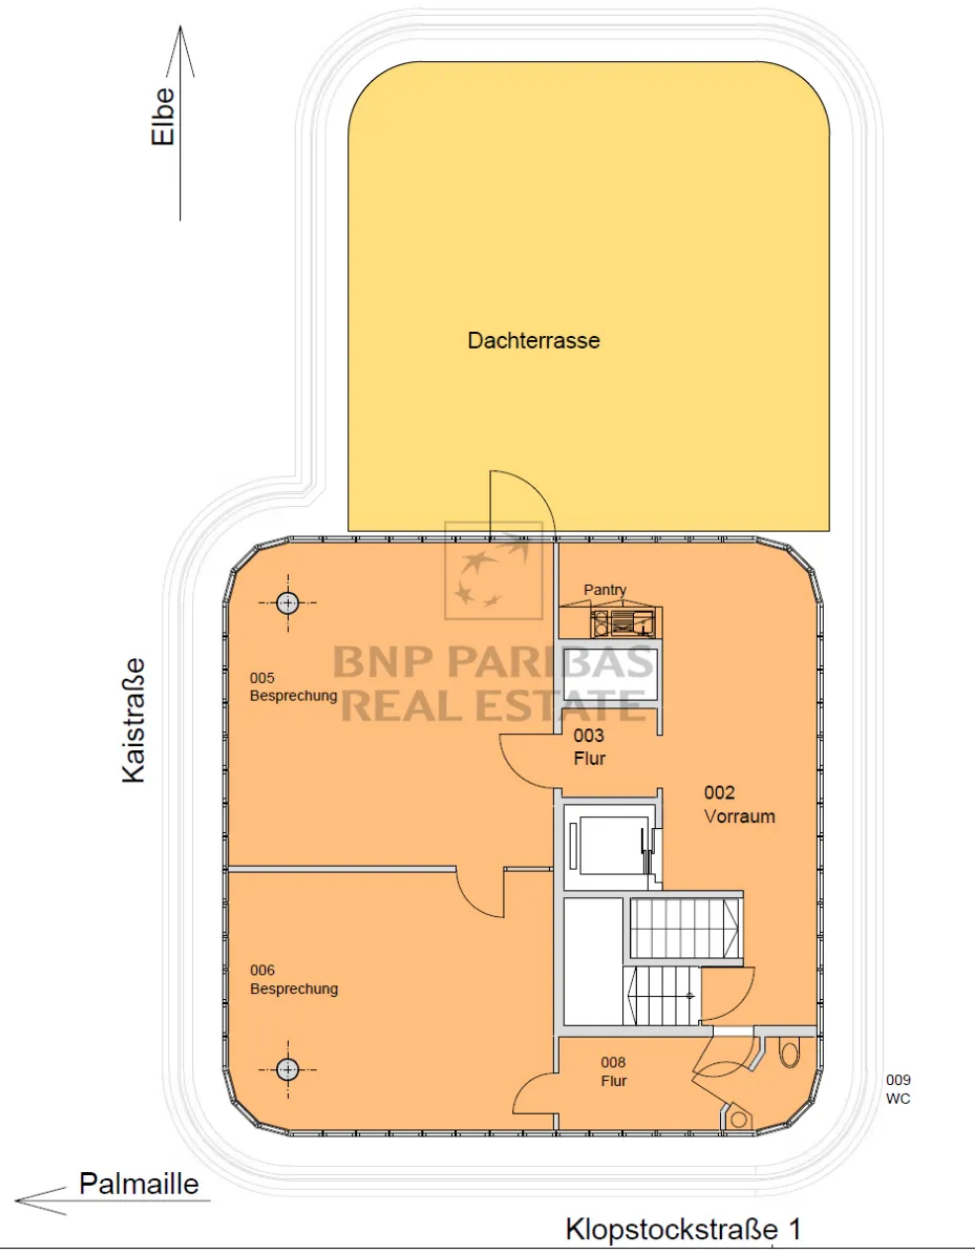 Elbe
Dachterrasse
Pantry
BNP PARIBAS
REAL ESTATE
005
Besprechung
003
Flur
Kaistraße
002
Vorraum
006
Besprechung
008
Flur
009
WC
Palmaille
Klopstockstraße 1